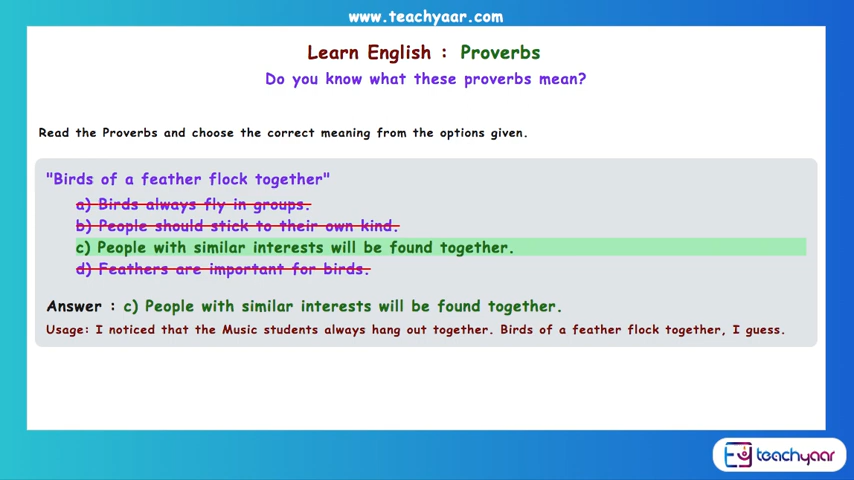 www.teachyaar.com
Learn English : Proverbs
Do you know what these proverbs mean?
Read the Proverbs and choose the correct meaning from the options given.
"Birds of a feather flock together"
a) Birds always fly in groups.
b) People should stick to their own kind.
c) People with similar interests will be found together.
d) Feathers are important for birds.
Answer : c) People with similar interests will be found together.
Usage: I noticed that the Music students always hang out together. Birds of a feather flock together, I guess.
teachyaar